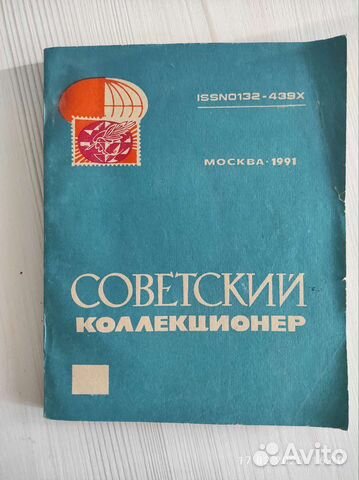 ISSN0132-439X
МОСКВА·1991
СОВЕТСКИЙ
КОЛЛЕКЦИОНЕР
Avito